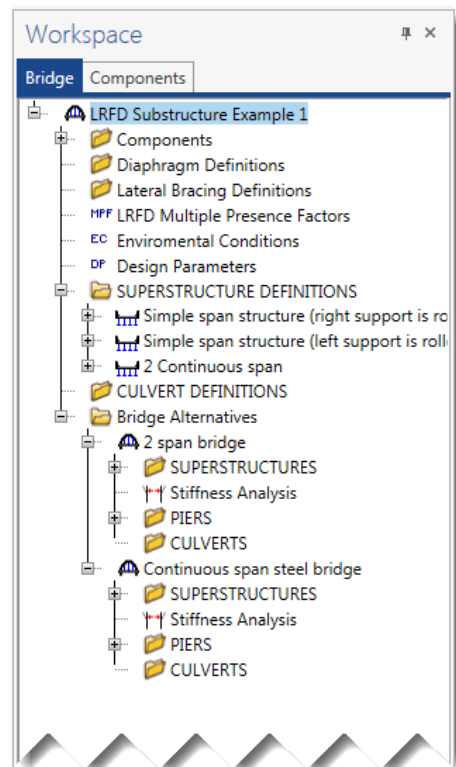 Workspace
Bridge Components
LRFD Substructure Example 1
Components
Diaphragm Definitions
Lateral Bracing Definitions
MPF LRFD Multiple Presence Factors
EC Enviromental Conditions
DP Design Parameters
SUPERSTRUCTURE DEFINITIONS
Simple span structure (right support is ro
Simple span structure (left support is roll
2 Continuous span
CULVERT DEFINITIONS
Bridge Alternatives
2 span bridge
SUPERSTRUCTURES
Stiffness Analysis
PIERS
CULVERTS
Continuous span steel bridge
SUPERSTRUCTURES
Stiffness Analysis
PIERS
CULVERTS